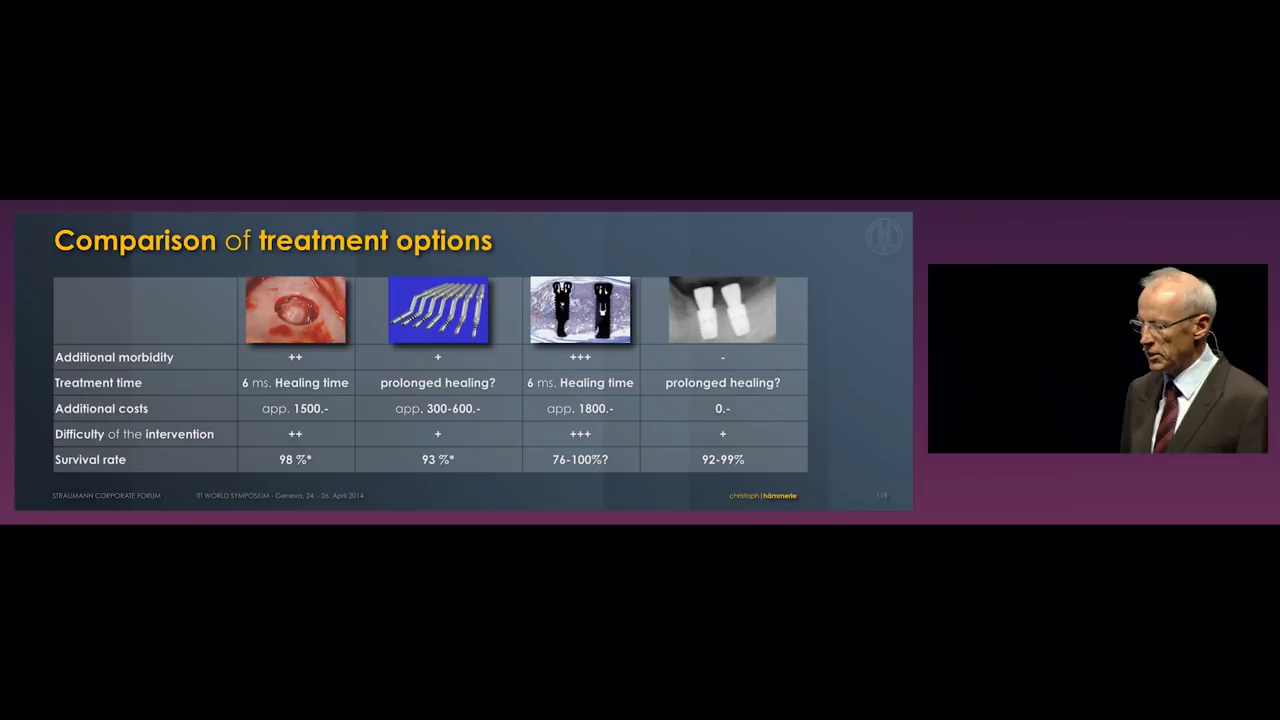 Comparison of treatment options
Additional morbidity ++ + +++ -
Treatment time 6 ms. Healing time prolonged healing? 6 ms. Healing time prolonged healing?
Additional costs app. 1500.- app. 300-600.- app. 1800.- 0.-
Difficulty of the intervention ++ + +++ +
Survival rate 98 %* 93 %* 76-100%? 92-99%
STRAUMANN CORPORATE FORUM ITI WORLD SYMPOSIUM - Geneva, 24. - 26. April 2014 christoph|hämmerle |18